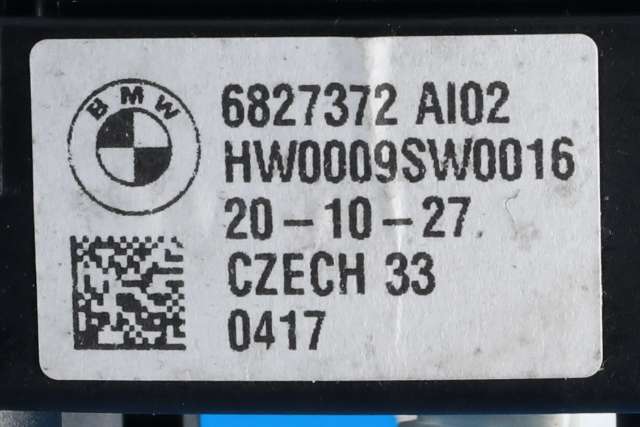 BMW
6827372 AI02
HW0009SW0016
20-10-27
CZECH 33
0417